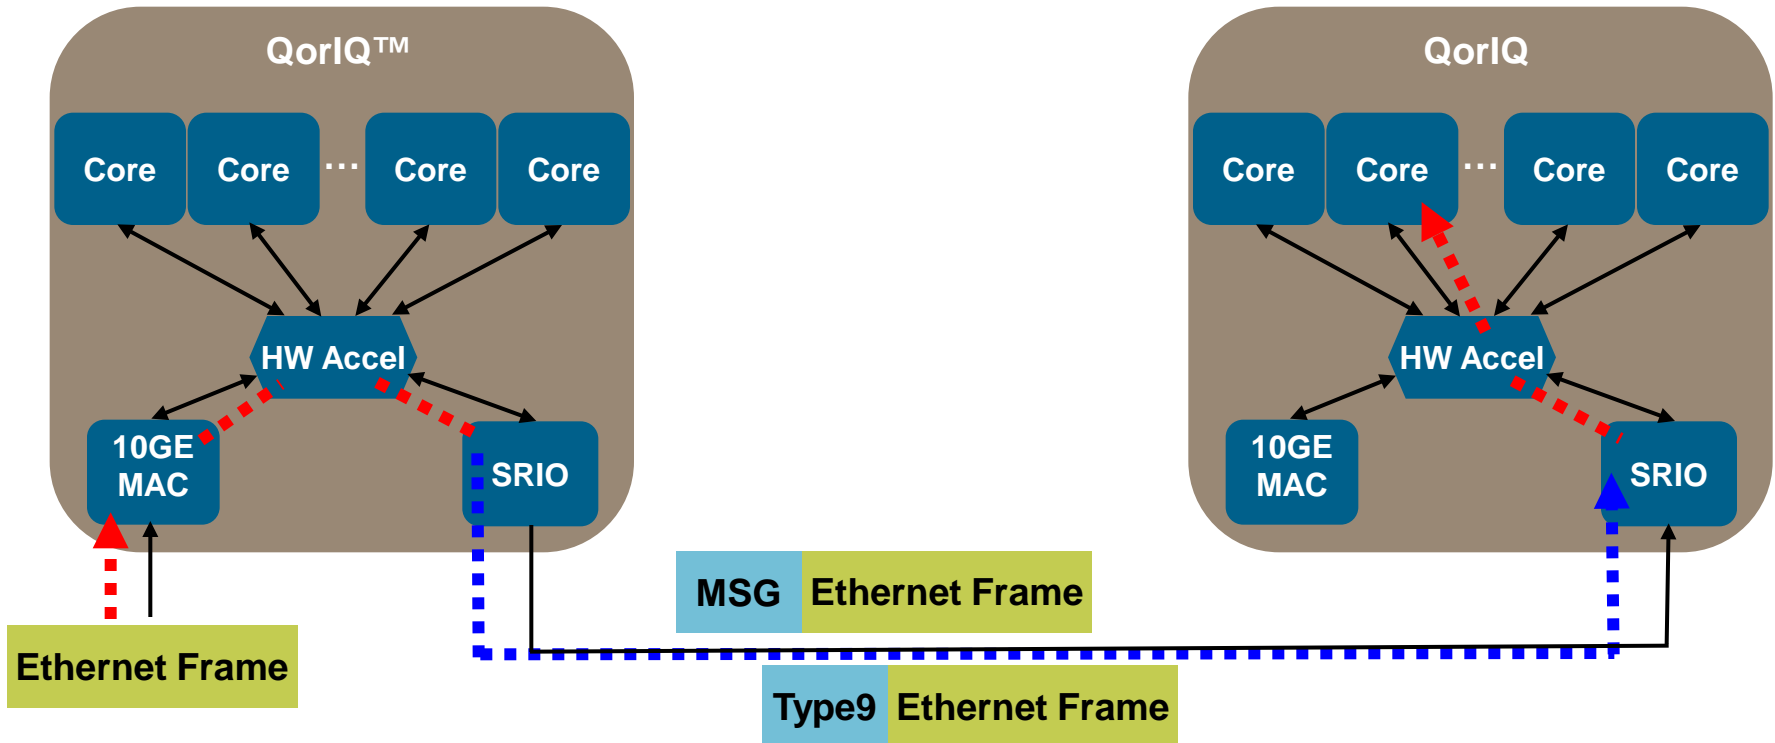 QorIQ™
QorIQ
Core Core ... Core Core
Core Core ... Core Core
HW Accel
HW Accel
10GE
MAC
SRIO
10GE
MAC
SRIO
MSG Ethernet Frame
Ethernet Frame
Type9 Ethernet Frame